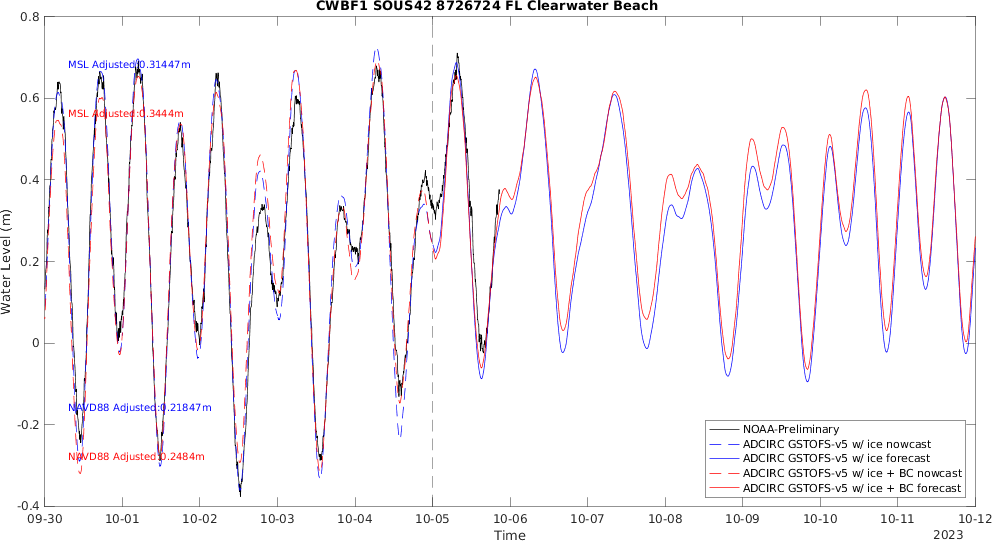 CWBF1 SOUS42 8726724 FL Clearwater Beach
0.8
0.6
0.4
0.2
0
-0.2
-0.4
Water Level (m)
MSL Adjusted:0.31447m
MSL Adjusted:0.3444m
NAVD88 Adjusted:0.21847m
NAVD88 Adjusted:0.2484m
NOAA-Preliminary
ADCIRC GSTOFS-v5 w/ ice nowcast
ADCIRC GSTOFS-v5 w/ ice forecast
ADCIRC GSTOFS-v5 w/ ice + BC nowcast
ADCIRC GSTOFS-v5 w/ ice + BC forecast
09-30 10-01 10-02 10-03 10-04 10-05 10-06 10-07 10-08 10-09 10-10 10-11 10-12
Time
2023